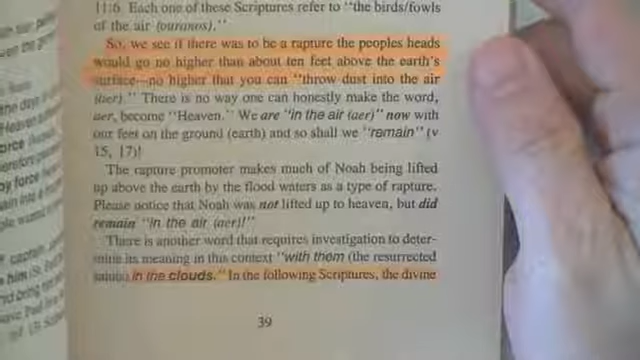 11:6. Each one of these Scriptures refer to "the birds/fowls
of the air (ouranos)."
So, we see if there was to be a rapture the peoples heads
would go no higher than about ten feet above the earth's
surface—no higher that you can "throw dust into the air
(aer)." There is no way one can honestly make the word,
aer, become "Heaven." We are "in the air (aer)" now with
our feet on the ground (earth) and so shall we "remain" (v
15, 17)!
The rapture promoter makes much of Noah being lifted
up above the earth by the flood waters as a type of rapture.
Please notice that Noah was not lifted up to heaven, but did
remain "in the air (aer)!"
There is another word that requires investigation to deter-
mine its meaning in this context "with them (the resurrected
saints) in the clouds." In the following Scriptures, the divine
39